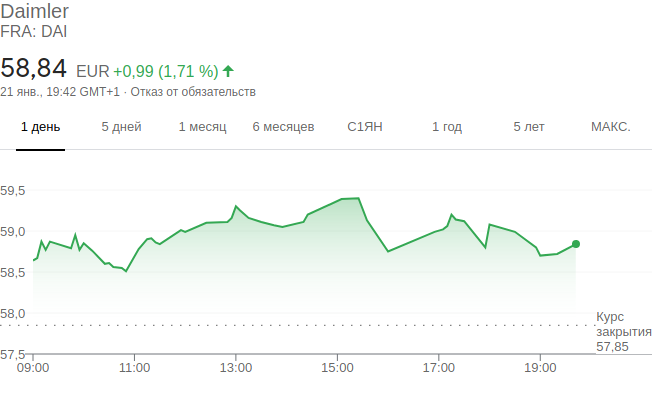 Daimler
FRA: DAI
58,84 EUR +0,99 (1,71 %)
21 янв., 19:42 GMT+1 · Отказ от обязательств
1 день 5 дней 1 месяц 6 месяцев С1ЯН 1 год 5 лет МАКС.
59,5
59,0
58,5
58,0
Курс
закрытия
57,85
57,5
09:00 11:00 13:00 15:00 17:00 19:00